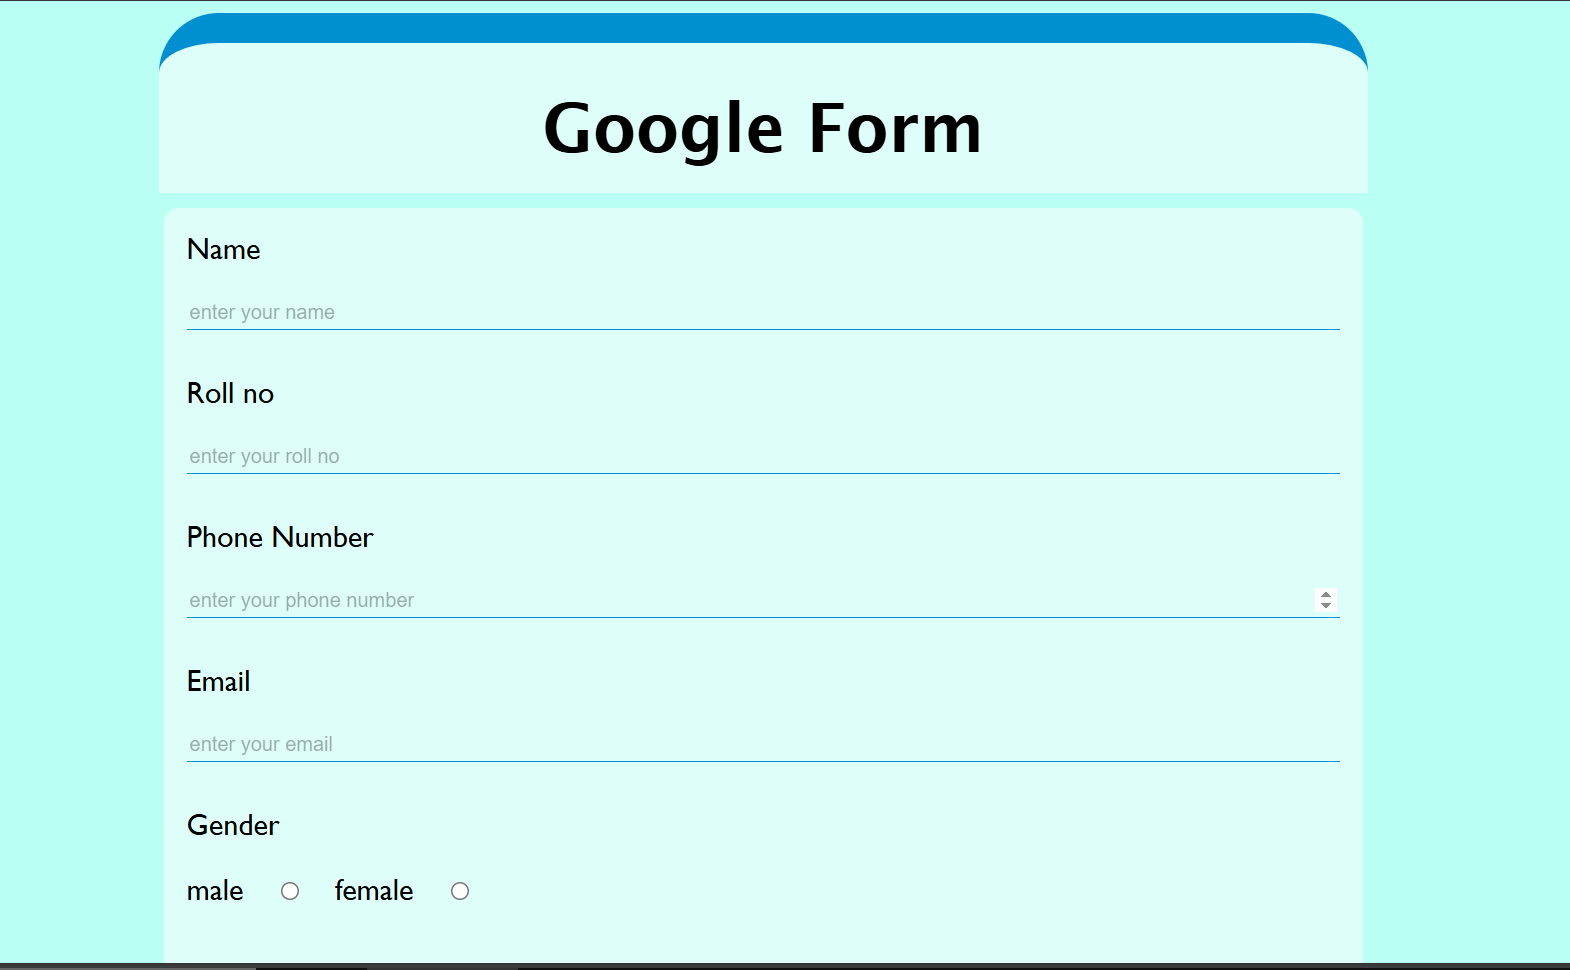 Google Form
Name
enter your name
Roll no
enter your roll no
Phone Number
enter your phone number
Email
enter your email
Gender
male female